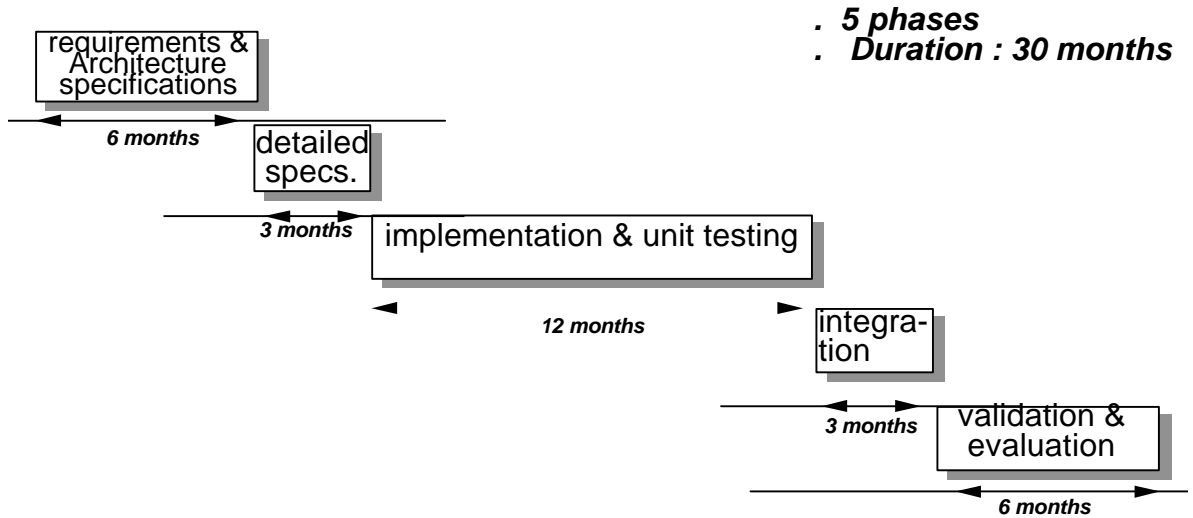 . 5 phases
. Duration : 30 months
requirements &
Architecture
specifications
6 months
detailed
specs.
3 months
implementation & unit testing
12 months
integra-
tion
3 months
validation &
evaluation
6 months